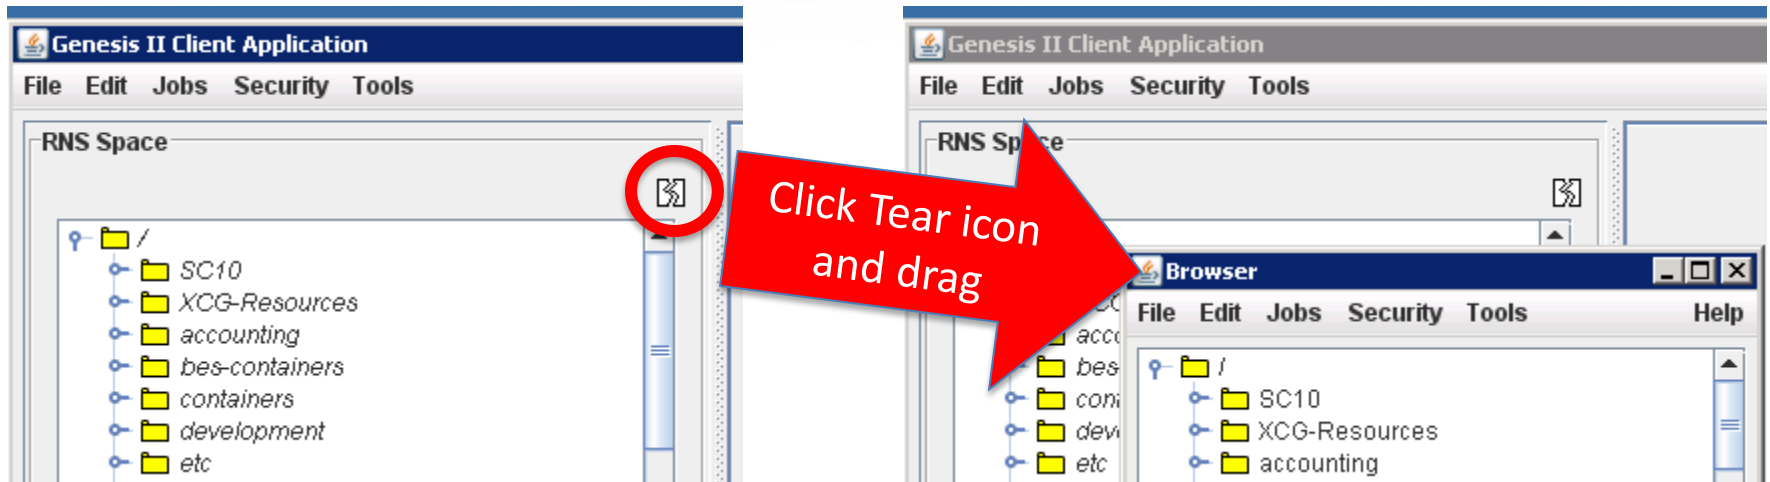 Genesis II Client Application
File Edit Jobs Security Tools
RNS Space
/
SC10
XCG-Resources
accounting
bes-containers
containers
development
etc
Click Tear icon
and drag
Genesis II Client Application
File Edit Jobs Security Tools
RNS
etc
Browser
File Edit Jobs Security Tools Help
/
SC10
XCG-Resources
accounting